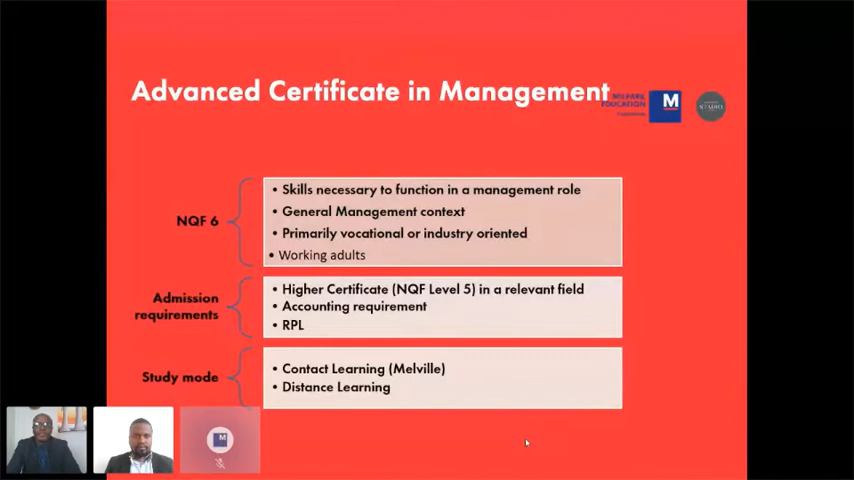 Advanced Certificate in Management
MILPARK
EDUCATION
M
STADIO
NQF 6
• Skills necessary to function in a management role
• General Management context
• Primarily vocational or industry oriented
• Working adults
Admission
requirements
• Higher Certificate (NQF Level 5) in a relevant field
• Accounting requirement
• RPL
Study mode
• Contact Learning (Melville)
• Distance Learning
M